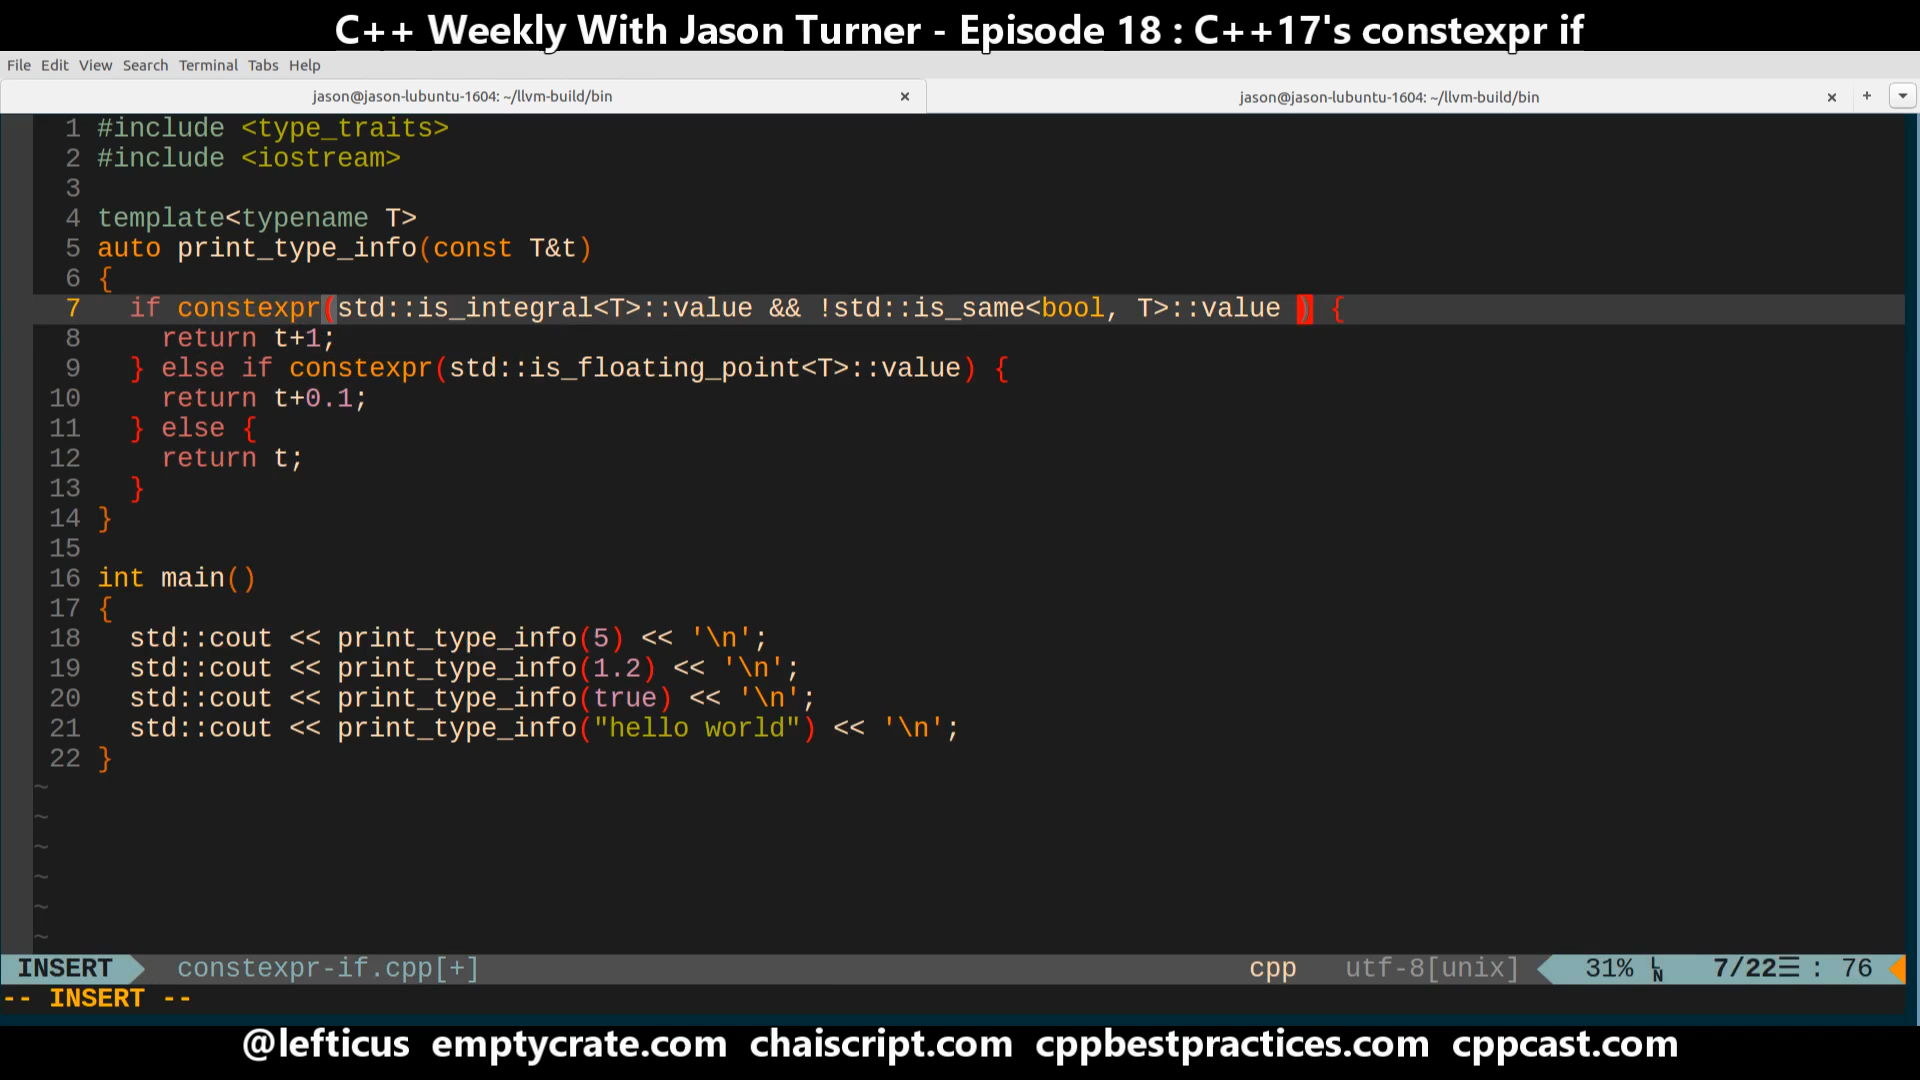 C++ Weekly With Jason Turner - Episode 18 : C++17's constexpr if
File Edit View Search Terminal Tabs Help
jason@jason-lubuntu-1604: ~/llvm-build/bin × jason@jason-lubuntu-1604: ~/llvm-build/bin × +
1 #include <type_traits>
2 #include <iostream>
3
4 template<typename T>
5 auto print_type_info(const T&t)
6 {
7   if constexpr(std::is_integral<T>::value && !std::is_same<bool, T>::value ) {
8     return t+1;
9   } else if constexpr(std::is_floating_point<T>::value) {
10     return t+0.1;
11   } else {
12     return t;
13   }
14 }
15
16 int main()
17 {
18   std::cout << print_type_info(5) << '\n';
19   std::cout << print_type_info(1.2) << '\n';
20   std::cout << print_type_info(true) << '\n';
21   std::cout << print_type_info("hello world") << '\n';
22 }
~
~
~
~
~
~
INSERT constexpr-if.cpp[+] cpp utf-8[unix] 31% LN 7/22☰ : 76
-- INSERT --
@lefticus emptycrate.com chaiscript.com cppbestpractices.com cppcast.com